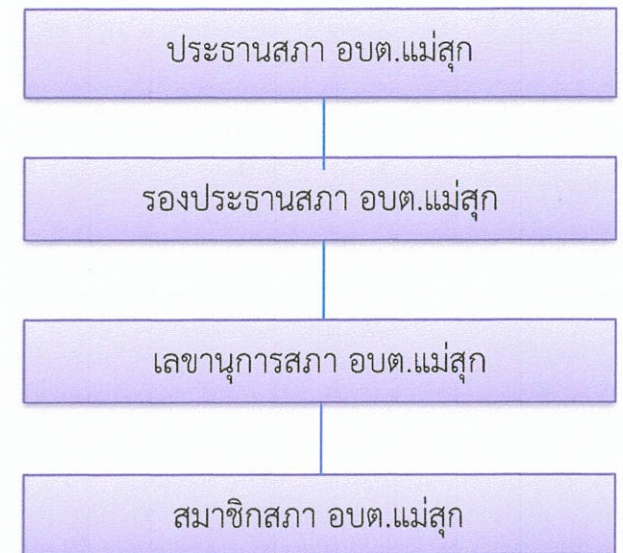 ประธานสภา อบต.แม่สุก
รองประธานสภา อบต.แม่สุก
เลขานุการสภา อบต.แม่สุก
สมาชิกสภา อบต.แม่สุก